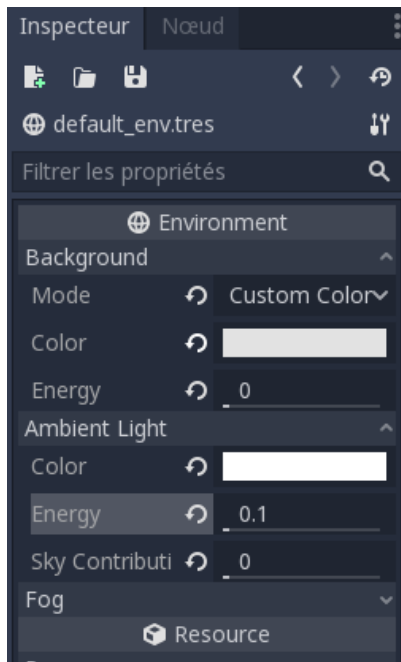 Inspecteur Nœud
default_env.tres
Filtrer les propriétés
Environment
Background
Mode Custom Color
Color
Energy 0
Ambient Light
Color
Energy 0.1
Sky Contributi 0
Fog
Resource